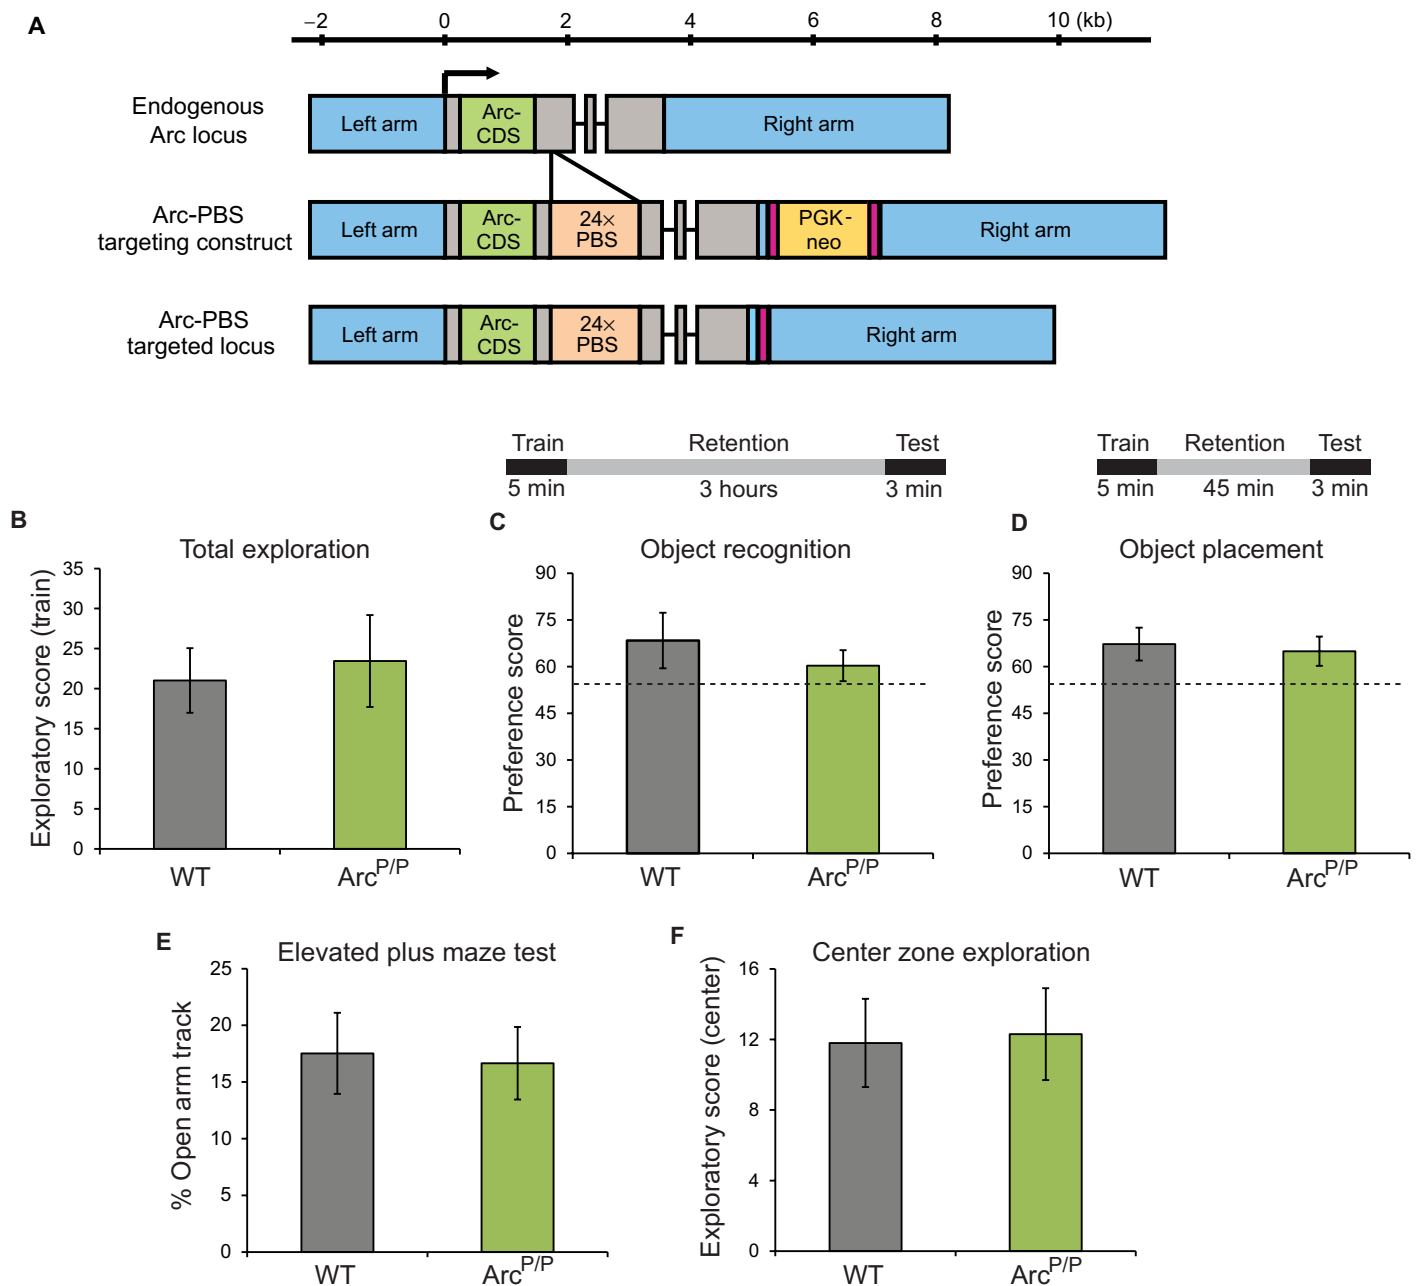 A
−2 0 2 4 6 8 10 (kb)
Endogenous
Arc locus
Left arm
Arc-
CDS
Right arm
Arc-PBS
targeting construct
Left arm
Arc-
CDS
24×
PBS
PGK-
neo
Right arm
Arc-PBS
targeted locus
Left arm
Arc-
CDS
24×
PBS
Right arm
B
Total exploration
Exploratory score (train)
35
30
25
20
15
10
5
0
WT Arc^P/P
Train Retention Test
5 min 3 hours 3 min
C
Object recognition
Preference score
90
75
60
45
30
15
0
WT Arc^P/P
Train Retention Test
5 min 45 min 3 min
D
Object placement
Preference score
90
75
60
45
30
15
0
WT Arc^P/P
E
Elevated plus maze test
% Open arm track
25
20
15
10
5
0
WT Arc^P/P
F
Center zone exploration
Exploratory score (center)
16
12
8
4
0
WT Arc^P/P